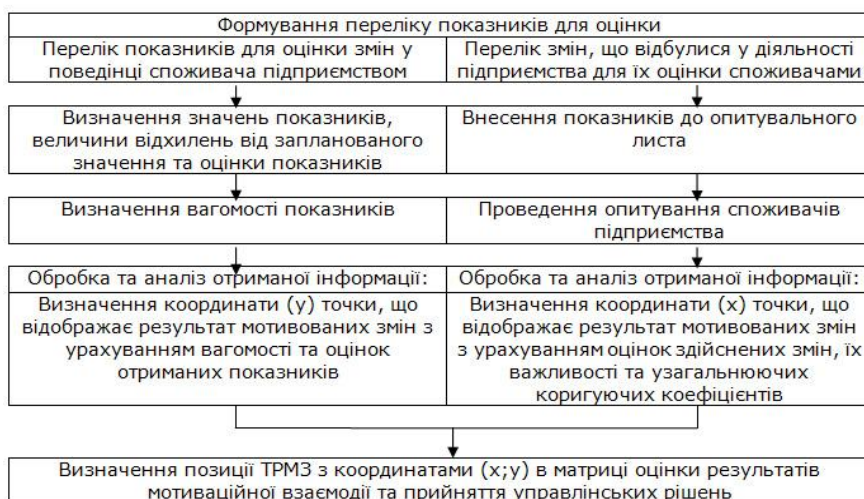 Формування переліку показників для оцінки
Перелік показників для оцінки змін у
поведінці споживача підприємством
Перелік змін, що відбулися у діяльності
підприємства для їх оцінки споживачами
Визначення значень показників,
величини відхилень від запланованого
значення та оцінки показників
Внесення показників до опитувального
листа
Визначення вагомості показників
Проведення опитування споживачів
підприємства
Обробка та аналіз отриманої інформації:
Визначення координати (y) точки, що
відображає результат мотивованих змін з
урахуванням вагомості та оцінок
отриманих показників
Обробка та аналіз отриманої інформації:
Визначення координати (x) точки, що
відображає результат мотивованих змін
з урахуванням оцінок здійснених змін, їх
важливості та узагальнюючих
коригуючих коефіцієнтів
Визначення позиції ТРМЗ з координатами (x;y) в матриці оцінки результатів
мотиваційної взаємодії та прийняття управлінських рішень